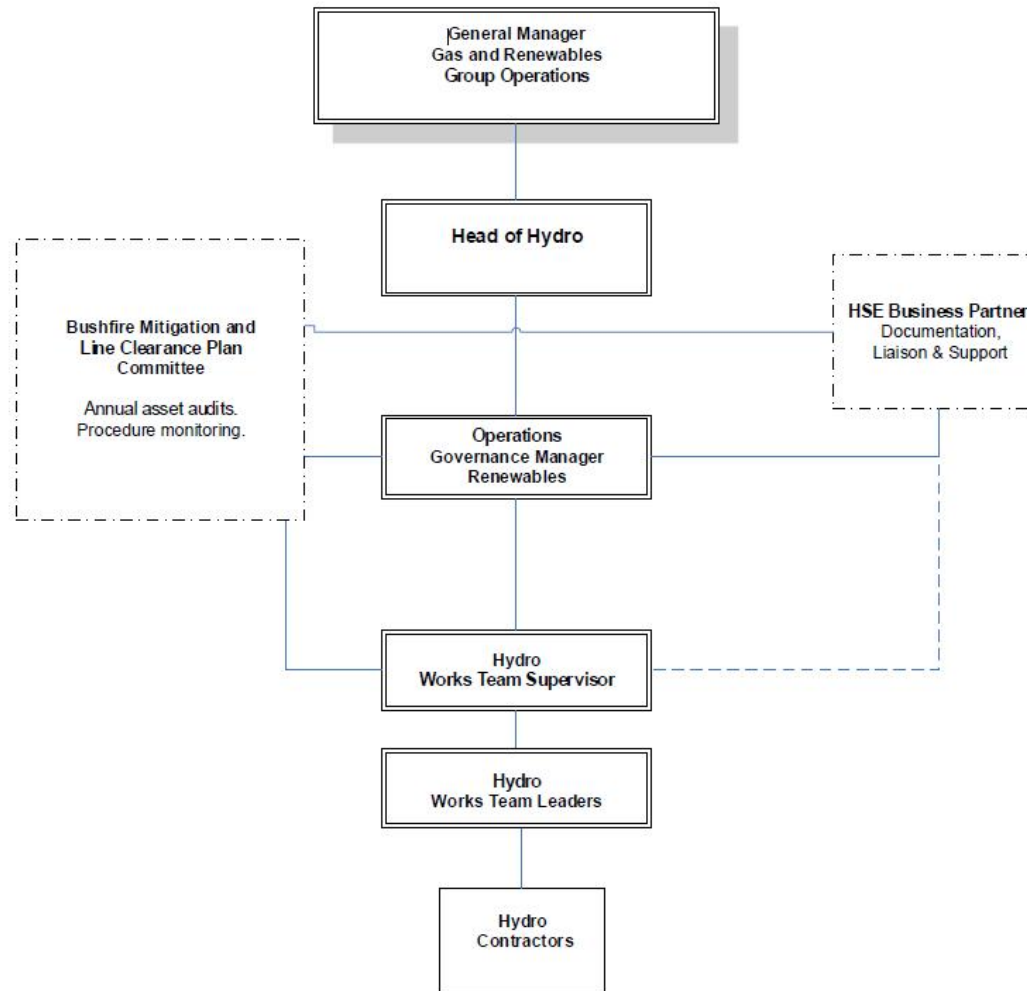 General Manager
Gas and Renewables
Group Operations
Head of Hydro
Bushfire Mitigation and
Line Clearance Plan
Committee
Annual asset audits.
Procedure monitoring.
HSE Business Partner
Documentation,
Liaison & Support
Operations
Governance Manager
Renewables
Hydro
Works Team Supervisor
Hydro
Works Team Leaders
Hydro
Contractors